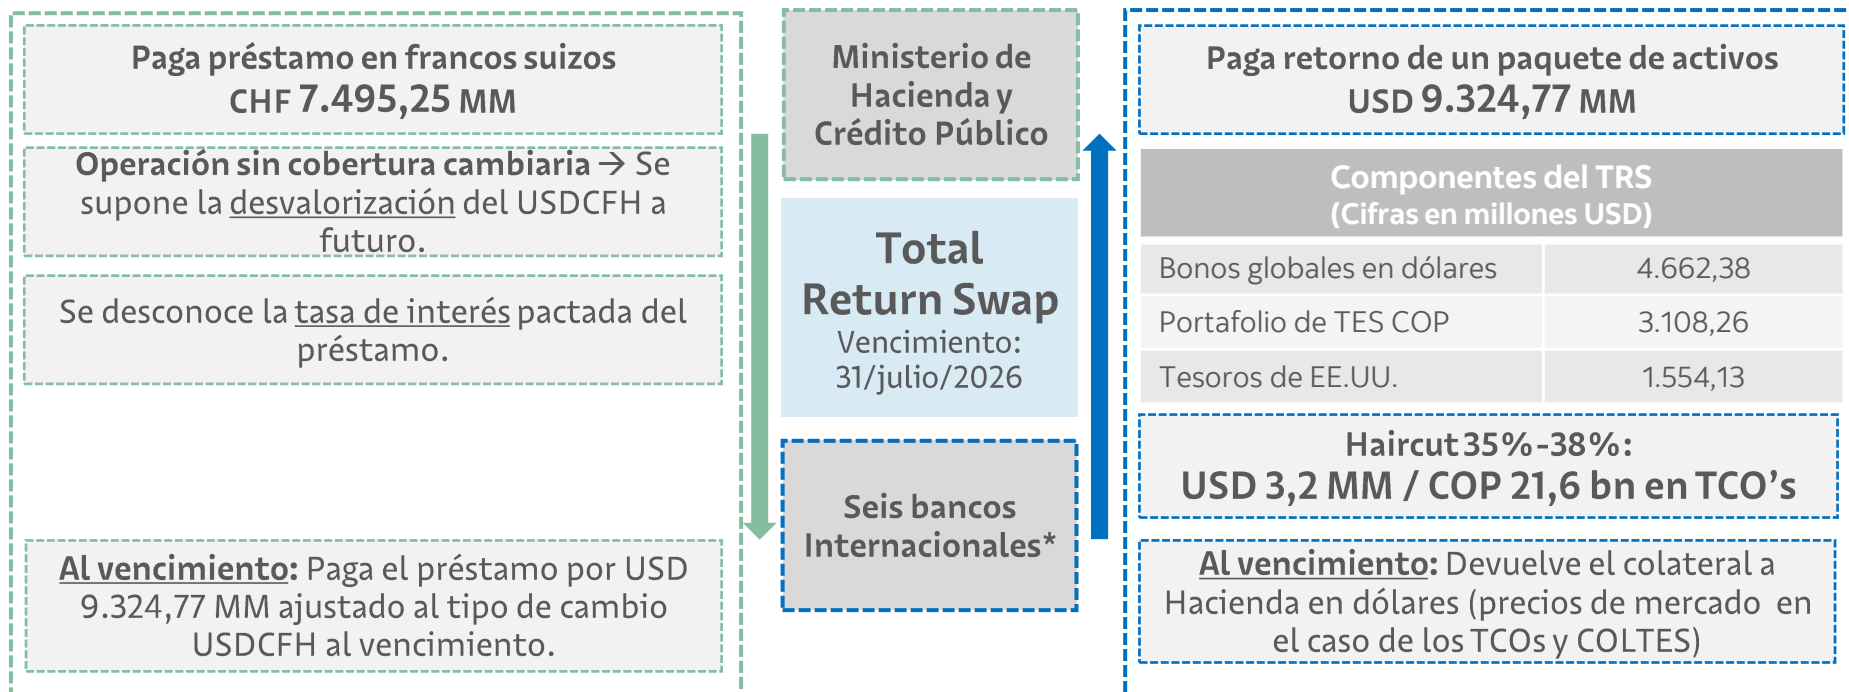 Paga préstamo en francos suizos
CHF 7.495,25 MM
Operación sin cobertura cambiaria → Se
supone la desvalorización del USDCFH a
futuro.
Se desconoce la tasa de interés pactada del
préstamo.
Al vencimiento: Paga el préstamo por USD
9.324,77 MM ajustado al tipo de cambio
USDCFH al vencimiento.
Ministerio de
Hacienda y
Crédito Público
Total
Return Swap
Vencimiento:
31/julio/2026
Seis bancos
Internacionales*
Paga retorno de un paquete de activos
USD 9.324,77 MM
Componentes del TRS
(Cifras en millones USD)
Bonos globales en dólares 4.662,38
Portafolio de TES COP 3.108,26
Tesoros de EE.UU. 1.554,13
Haircut 35%-38%:
USD 3,2 MM / COP 21,6 bn en TCO’s
Al vencimiento: Devuelve el colateral a
Hacienda en dólares (precios de mercado en
el caso de los TCOs y COLTES)